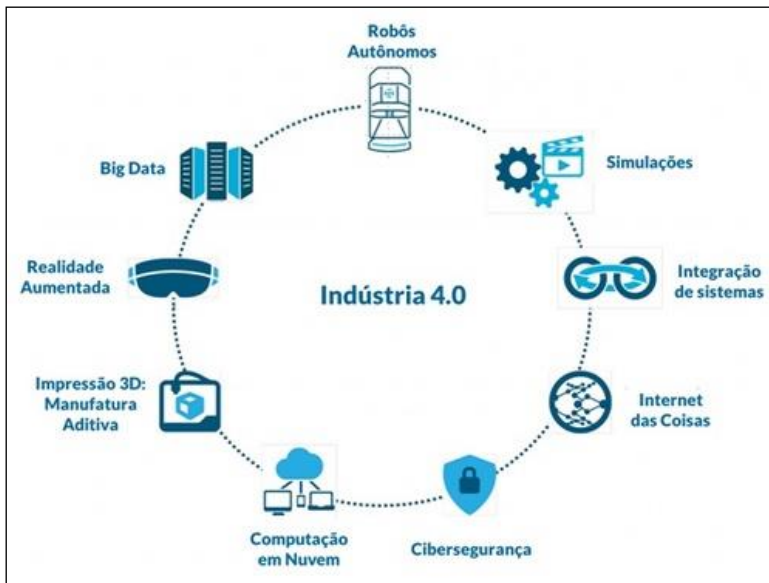 Robôs
Autônomos
Big Data
Simulações
Realidade
Aumentada
Indústria 4.0
Integração
de sistemas
Impressão 3D:
Manufatura
Aditiva
Internet
das Coisas
Computação
em Nuvem
Cibersegurança